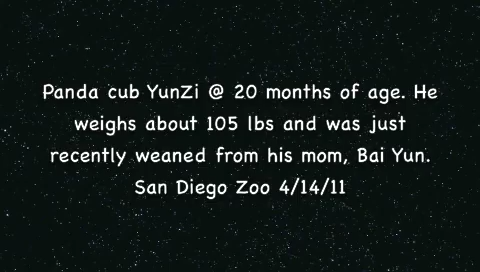 Panda cub YunZi @ 20 months of age. He
weighs about 105 lbs and was just
recently weaned from his mom, Bai Yun.
San Diego Zoo 4/14/11